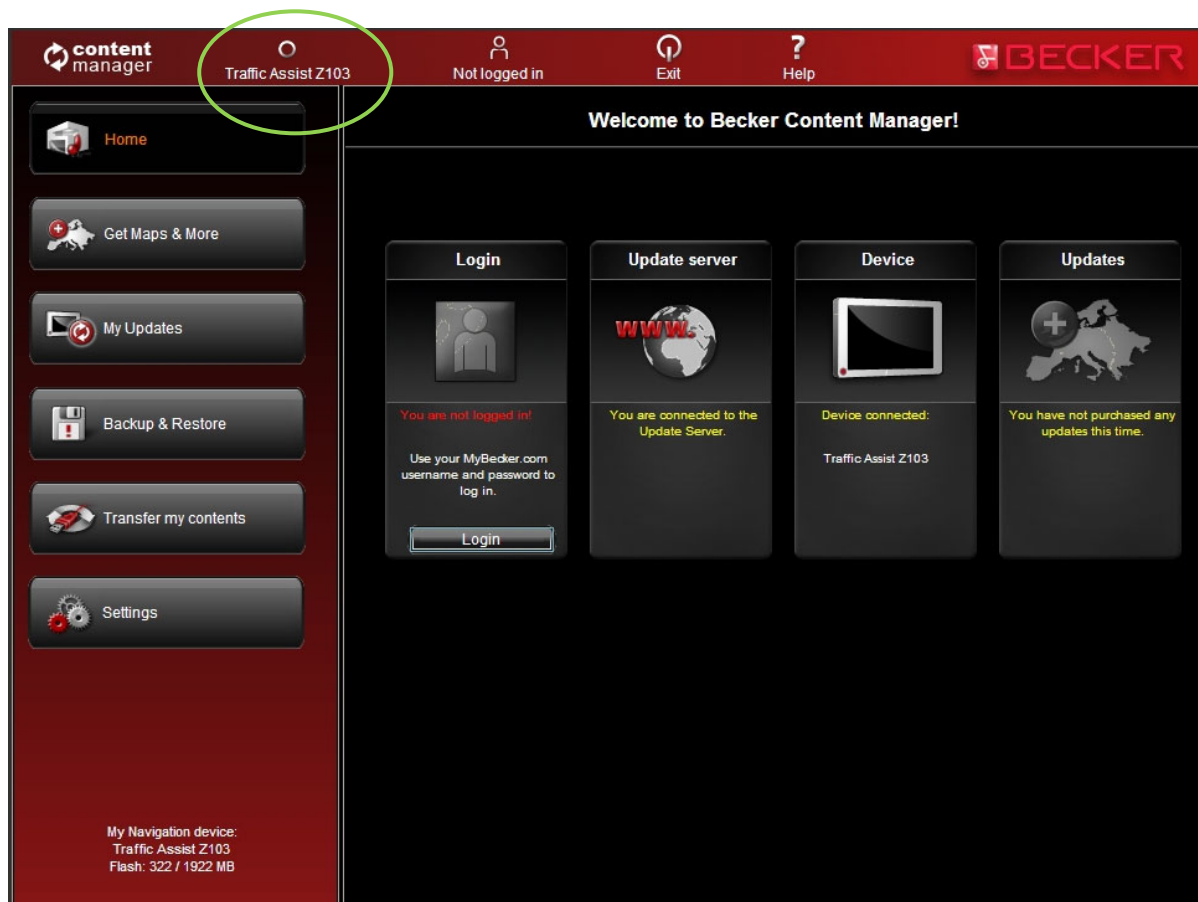 content
manager
Traffic Assist Z103
Not logged in
Exit
?
Help
BECKER
Home
Get Maps & More
My Updates
Backup & Restore
Transfer my contents
Settings
My Navigation device:
Traffic Assist Z103
Flash: 322 / 1922 MB
Welcome to Becker Content Manager!
Login
You are not logged in!
Use your MyBecker.com
username and password to
log in.
Login
Update server
WWW.
You are connected to the
Update Server.
Device
Device connected:
Traffic Assist Z103
Updates
You have not purchased any
updates this time.